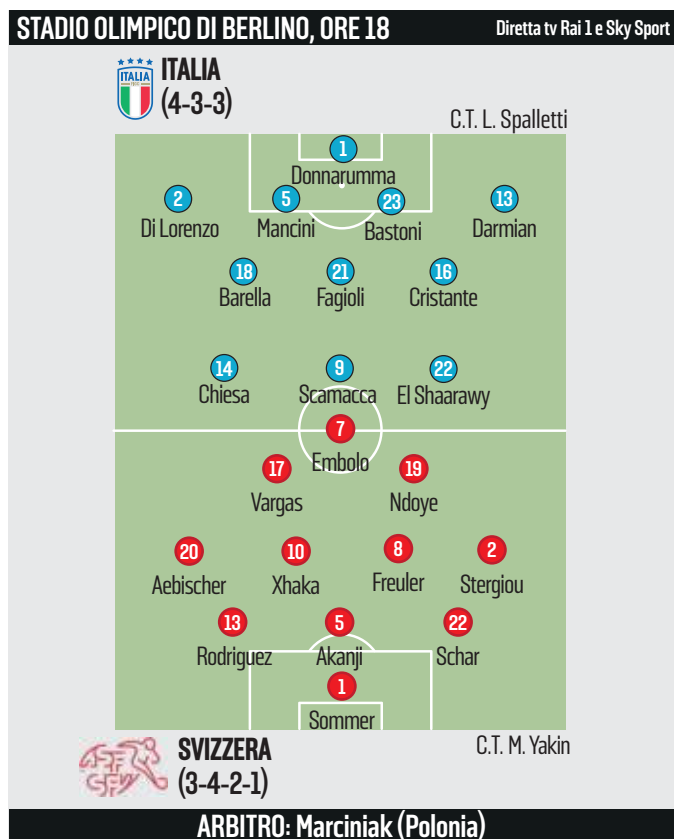 STADIO OLIMPICO DI BERLINO, ORE 18
Diretta tv Rai 1 e Sky Sport
ITALIA
ITALIA
(4-3-3)
C.T. L. Spalletti
1
Donnarumma
2 5 23 13
Di Lorenzo Mancini Bastoni Darmian
18 21 16
Barella Fagioli Cristante
14 9 22
Chiesa Scamacca El Shaarawy
7
Embolo
17 19
Vargas Ndoye
20 10 8 2
Aebischer Xhaka Freuler Stergiou
13 5 22
Rodriguez Akanji Schar
1
Sommer
ASF
SFV
SVIZZERA
(3-4-2-1)
C.T. M. Yakin
ARBITRO: Marciniak (Polonia)